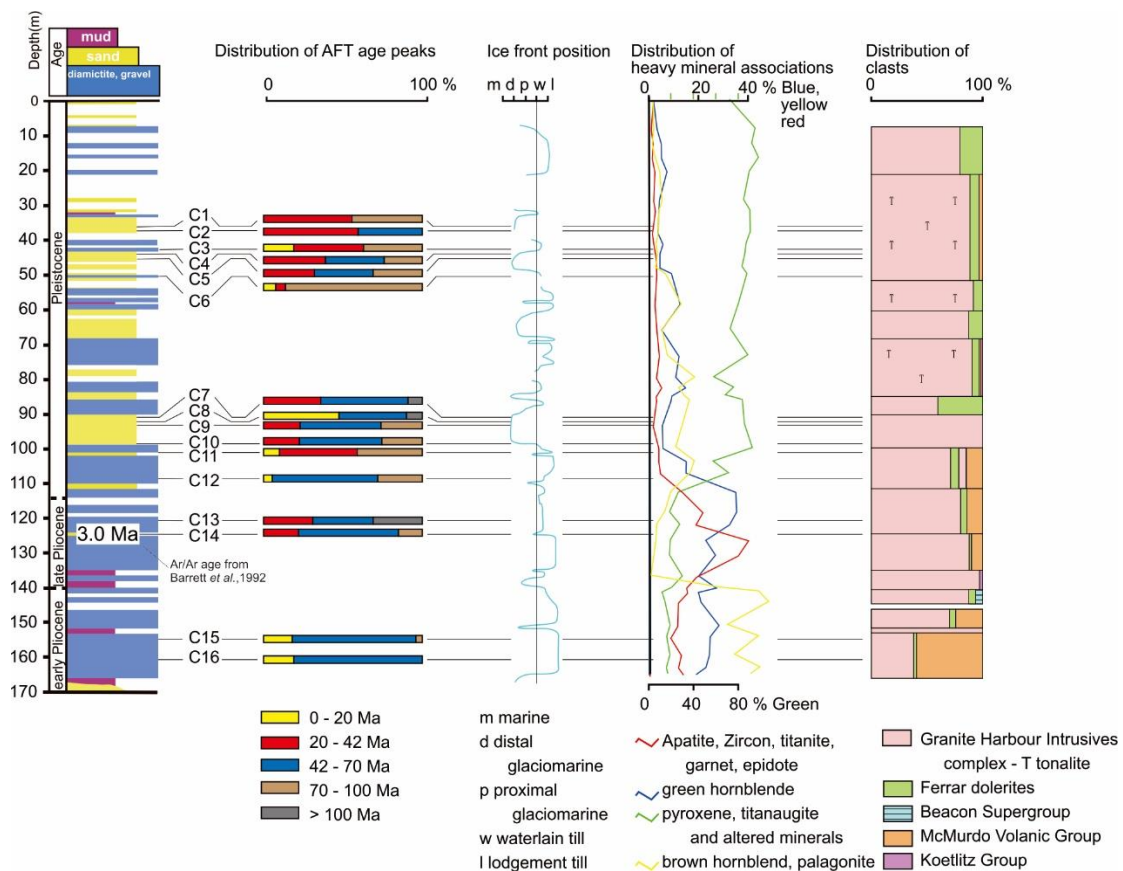 Depth(m)
Age
mud
sand
diamictite, gravel
Distribution of AFT age peaks
0 100 %
Ice front position
m d p w l
Distribution of
heavy mineral associations
0 20 40 % Blue,
yellow
red
Distribution of
clasts
0 100 %
0
10
20
30
40
50
60
70
80
90
100
110
120
130
140
150
160
170
Pleistocene
late Pliocene
early Pliocene
C1
C2
C3
C4
C5
C6
C7
C8
C9
C10
C11
C12
C13
C14
C15
C16
3.0 Ma
Ar/Ar age from
Barrett et al.,1992
T T
T
T T
T T
T T
T
0 40 80 % Green
0 - 20 Ma
20 - 42 Ma
42 - 70 Ma
70 - 100 Ma
> 100 Ma
m marine
d distal
glaciomarine
p proximal
glaciomarine
w waterlain till
l lodgement till
Apatite, Zircon, titanite,
garnet, epidote
green hornblende
pyroxene, titanaugite
and altered minerals
brown hornblend, palagonite
Granite Harbour Intrusives
complex - T tonalite
Ferrar dolerites
Beacon Supergroup
McMurdo Volanic Group
Koetlitz Group